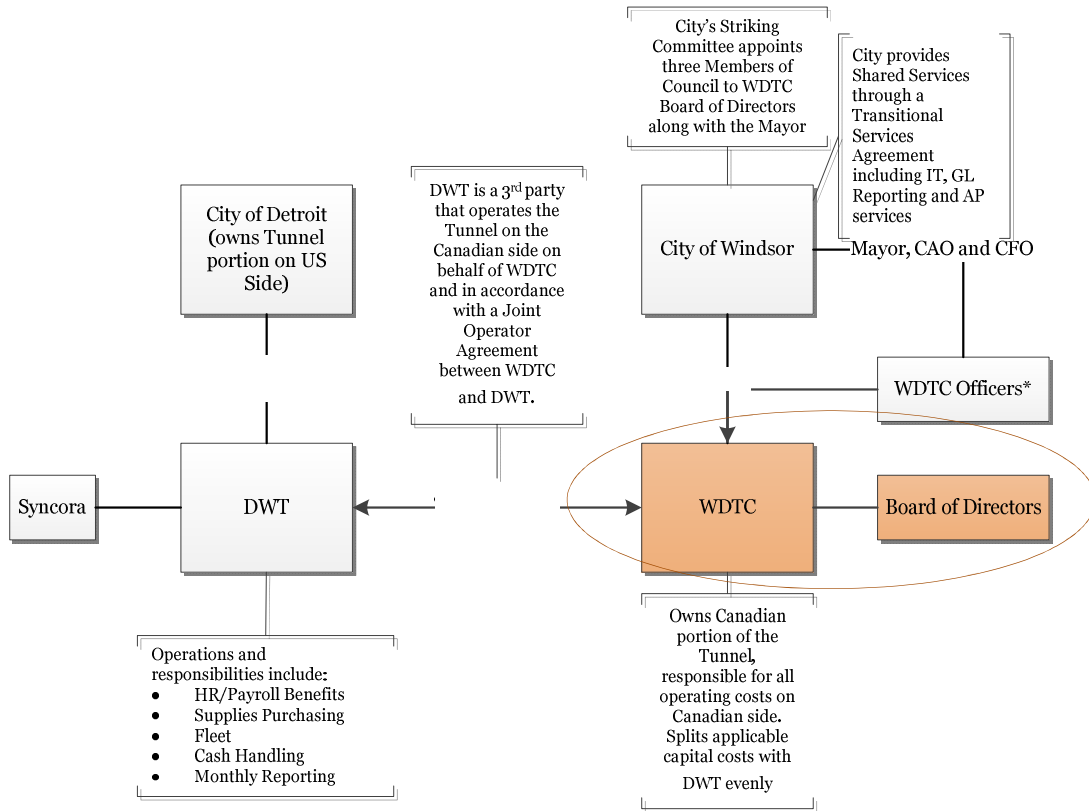 City's Striking
Committee appoints
three Members of
Council to WDTC
Board of Directors
along with the Mayor
City provides
Shared Services
through a
Transitional
Services
Agreement
including IT, GL
Reporting and AP
services
DWT is a 3rd party
that operates the
Tunnel on the
Canadian side on
behalf of WDTC
and in accordance
with a Joint
Operator
Agreement
between WDTC
and DWT.
City of Detroit
(owns Tunnel
portion on US
Side)
City of Windsor
Mayor, CAO and CFO
WDTC Officers*
Syncora
DWT
WDTC
Board of Directors
Operations and
responsibilities include:
● HR/Payroll Benefits
● Supplies Purchasing
● Fleet
● Cash Handling
● Monthly Reporting
Owns Canadian
portion of the
Tunnel,
responsible for all
operating costs on
Canadian side.
Splits applicable
capital costs with
DWT evenly